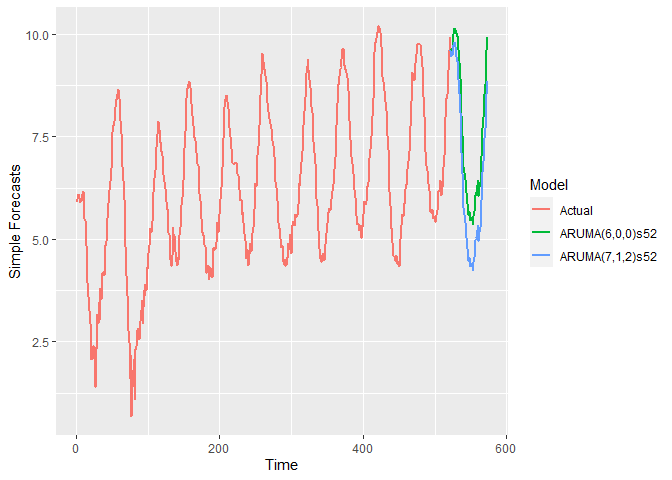 10.0
7.5
5.0
2.5
Simple Forecasts
0
200
400
600
Time
Model
Actual
ARUMA(6,0,0)s52
ARUMA(7,1,2)s52